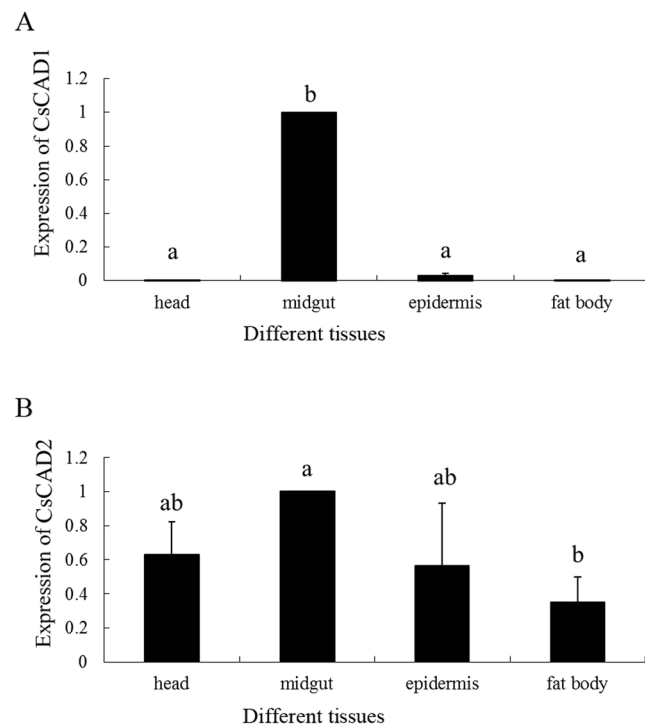 A
Expression of CsCAD1
1.2
1
0.8
0.6
0.4
0.2
0
a
b
a
a
head midgut epidermis fat body
Different tissues
B
Expression of CsCAD2
1.2
1
0.8
0.6
0.4
0.2
0
ab
a
ab
b
head midgut epidermis fat body
Different tissues